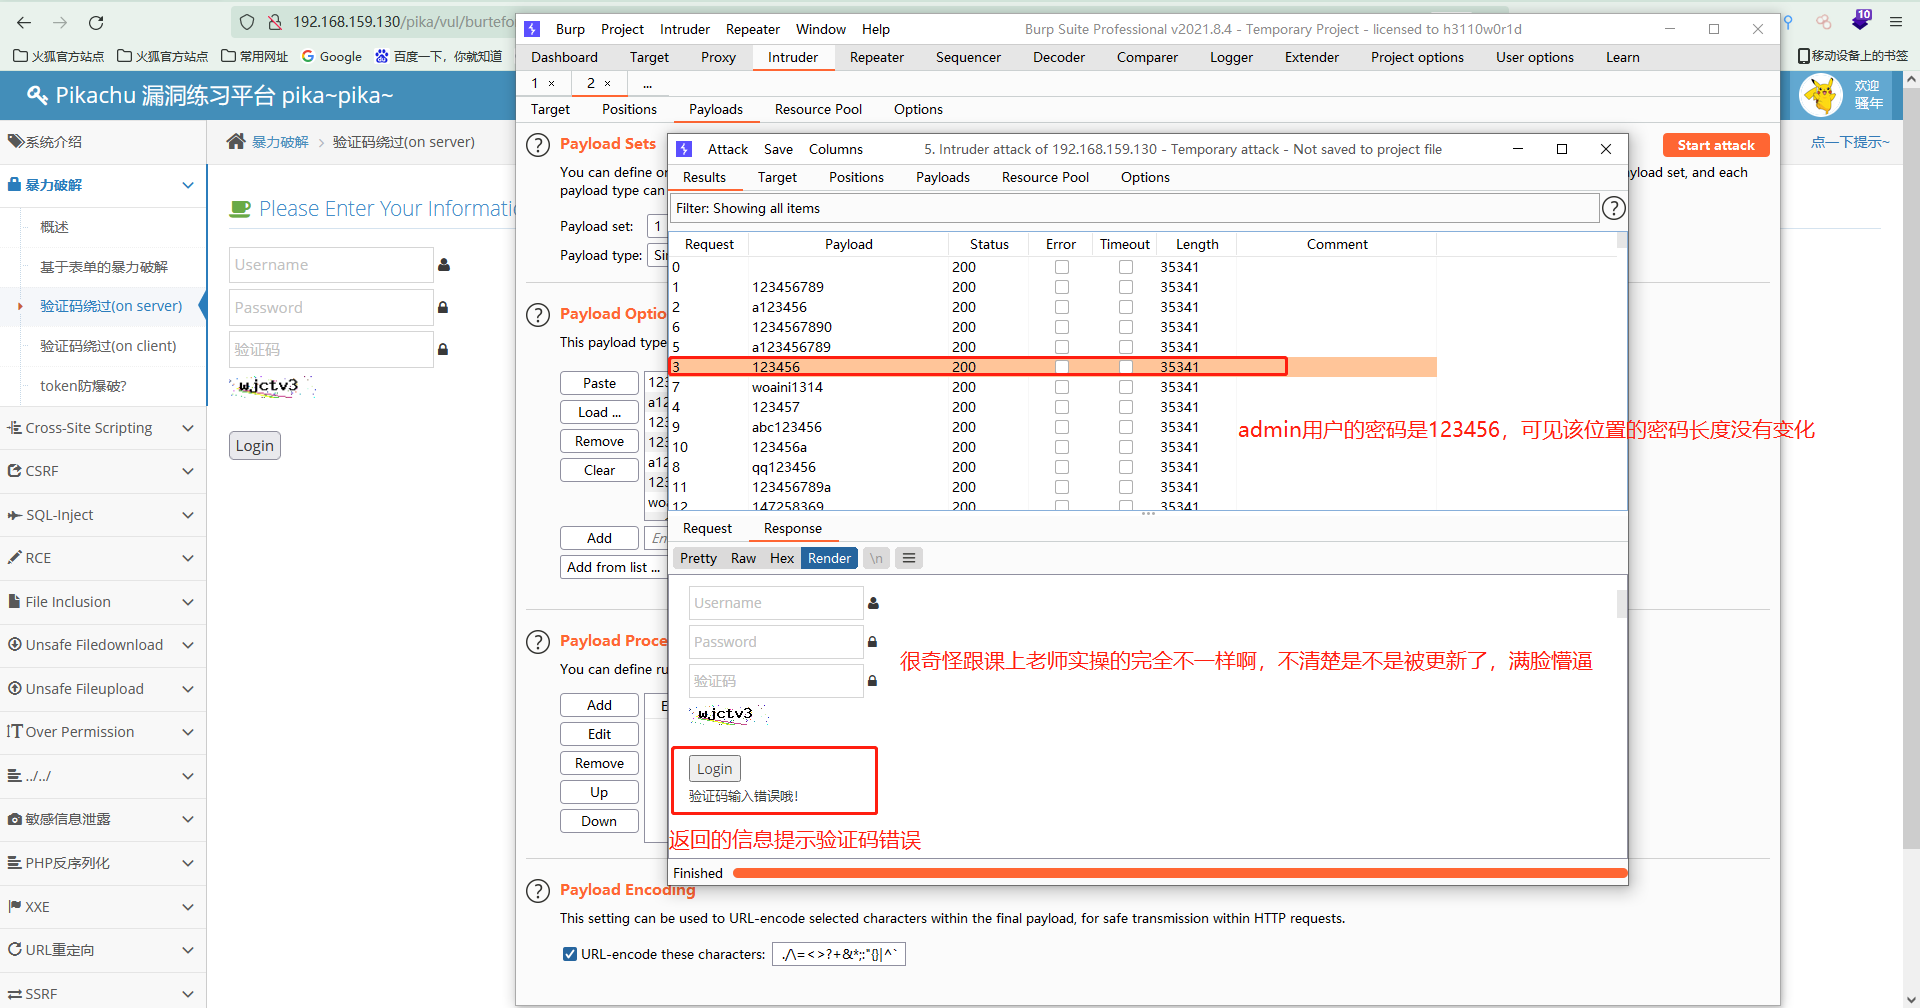 192.168.159.130/pika/vul/burtefo
火狐官方站点
火狐官方站点
常用网址
Google
百度一下，你就知道
10
移动设备上的书签
Pikachu 漏洞练习平台 pika~pika~
欢迎
骚年
系统介绍
暴力破解
概述
基于表单的暴力破解
验证码绕过(on server)
验证码绕过(on client)
token防爆破?
Cross-Site Scripting
CSRF
SQL-Inject
RCE
File Inclusion
Unsafe Filedownload
Unsafe Fileupload
Over Permission
../../
敏感信息泄露
PHP反序列化
XXE
URL重定向
SSRF
暴力破解
验证码绕过(on server)
点一下提示~
Please Enter Your Informati
Username
Password
验证码
wjctv3
Login
Burp Project Intruder Repeater Window Help
Burp Suite Professional v2021.8.4 - Temporary Project - licensed to h3110w0r1d
Dashboard Target Proxy Intruder Repeater Sequencer Decoder Comparer Logger Extender Project options User options Learn
1 × 2 × ...
Target Positions Payloads Resource Pool Options
? Payload Sets
Start attack
You can define or
yload set, and each
payload type can
Payload set: 1
Payload type: Si
? Payload Optio
This payload type
Paste
Load ...
Remove
Clear
123
a12
123
123
a12
123
woa
Add
En
Add from list ...
? Payload Proce
You can define ru
Add
Edit
Remove
Up
Down
E
? Payload Encoding
This setting can be used to URL-encode selected characters within the final payload, for safe transmission within HTTP requests.
URL-encode these characters: ./\=<>?+&*;:"{}|^`
Attack Save Columns
5. Intruder attack of 192.168.159.130 - Temporary attack - Not saved to project file
Results Target Positions Payloads Resource Pool Options
Filter: Showing all items
?
Request Payload Status Error Timeout Length Comment
0 200 35341
1 123456789 200 35341
2 a123456 200 35341
6 1234567890 200 35341
5 a123456789 200 35341
3 123456 200 35341
7 woaini1314 200 35341
4 123457 200 35341
9 abc123456 200 35341
10 123456a 200 35341
8 qq123456 200 35341
11 123456789a 200 35341
12 147258369 200 35341
admin用户的密码是123456，可见该位置的密码长度没有变化
Request Response
Pretty Raw Hex Render \n
Username
Password
验证码
wjctv3
很奇怪跟课上老师实操的完全不一样啊，不清楚是不是被更新了，满脸懵逼
Login
验证码输入错误哦!
返回的信息提示验证码错误
Finished